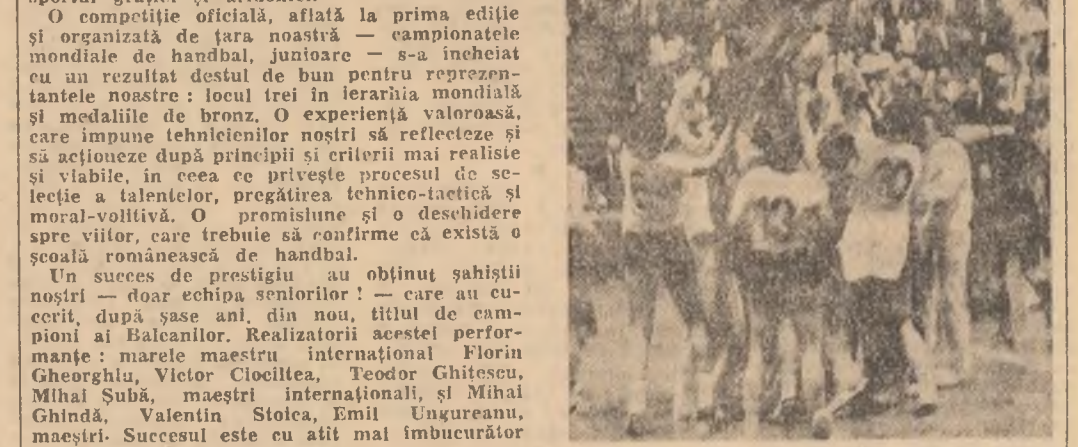 O competiție oficială, aflată la prima ediție
și organizată de țara noastră — campionatele
mondiale de handbal, junioare — s-a încheiat
cu un rezultat destul de bun pentru reprezen-
tantele noastre : locul trei în ierarhia mondială
și medaliile de bronz. O experiență valoroasă,
care impune tehnicienilor noștri să reflecteze și
să acționeze după principii și criterii mai realiste
și viabile, în ceea ce privește procesul de se-
lecție a talentelor, pregătirea tehnico-tactică și
moral-volitivă. O promisiune și o deschidere
spre viitor, care trebuie să confirme că există o
școală românească de handbal.
Un succes de prestigiu au obținut șahiștii
noștri — doar echipa seniorilor ! — care au cu-
cerit, după șase ani, din nou, titlul de cam-
pioni ai Balcanilor. Realizatorii acestei perfor-
manțe : marele maestru internațional Florin
Gheorghiu, Victor Ciocîltea, Teodor Ghițescu,
Mihai Șubă, maeștri internaționali, și Mihai
Ghindă, Valentin Stoica, Emil Ungureanu,
maeștri. Succesul este cu atît mai îmbucurător
13